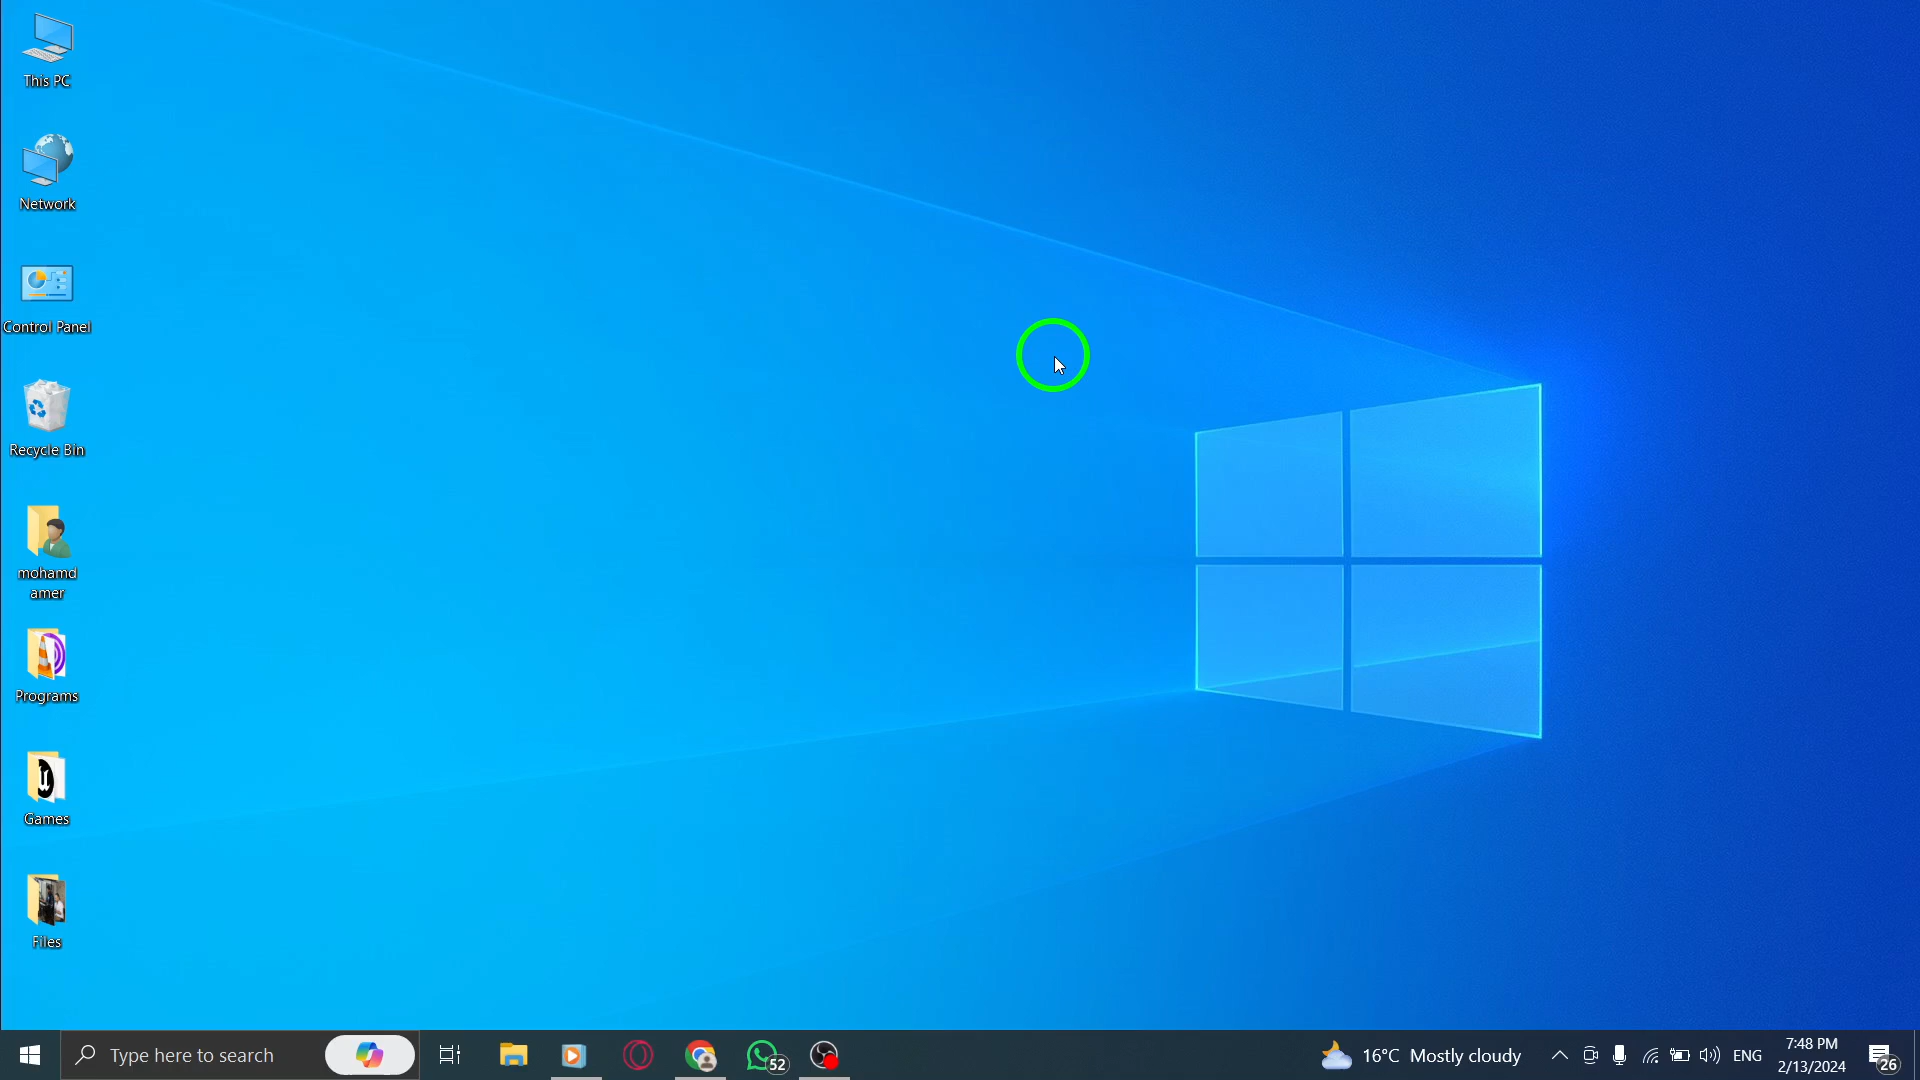 This PC
Network
Control Panel
Recycle Bin
mohamd
amer
Programs
Games
Files
Type here to search
52
16°C Mostly cloudy
ENG
7:48 PM
2/13/2024
26